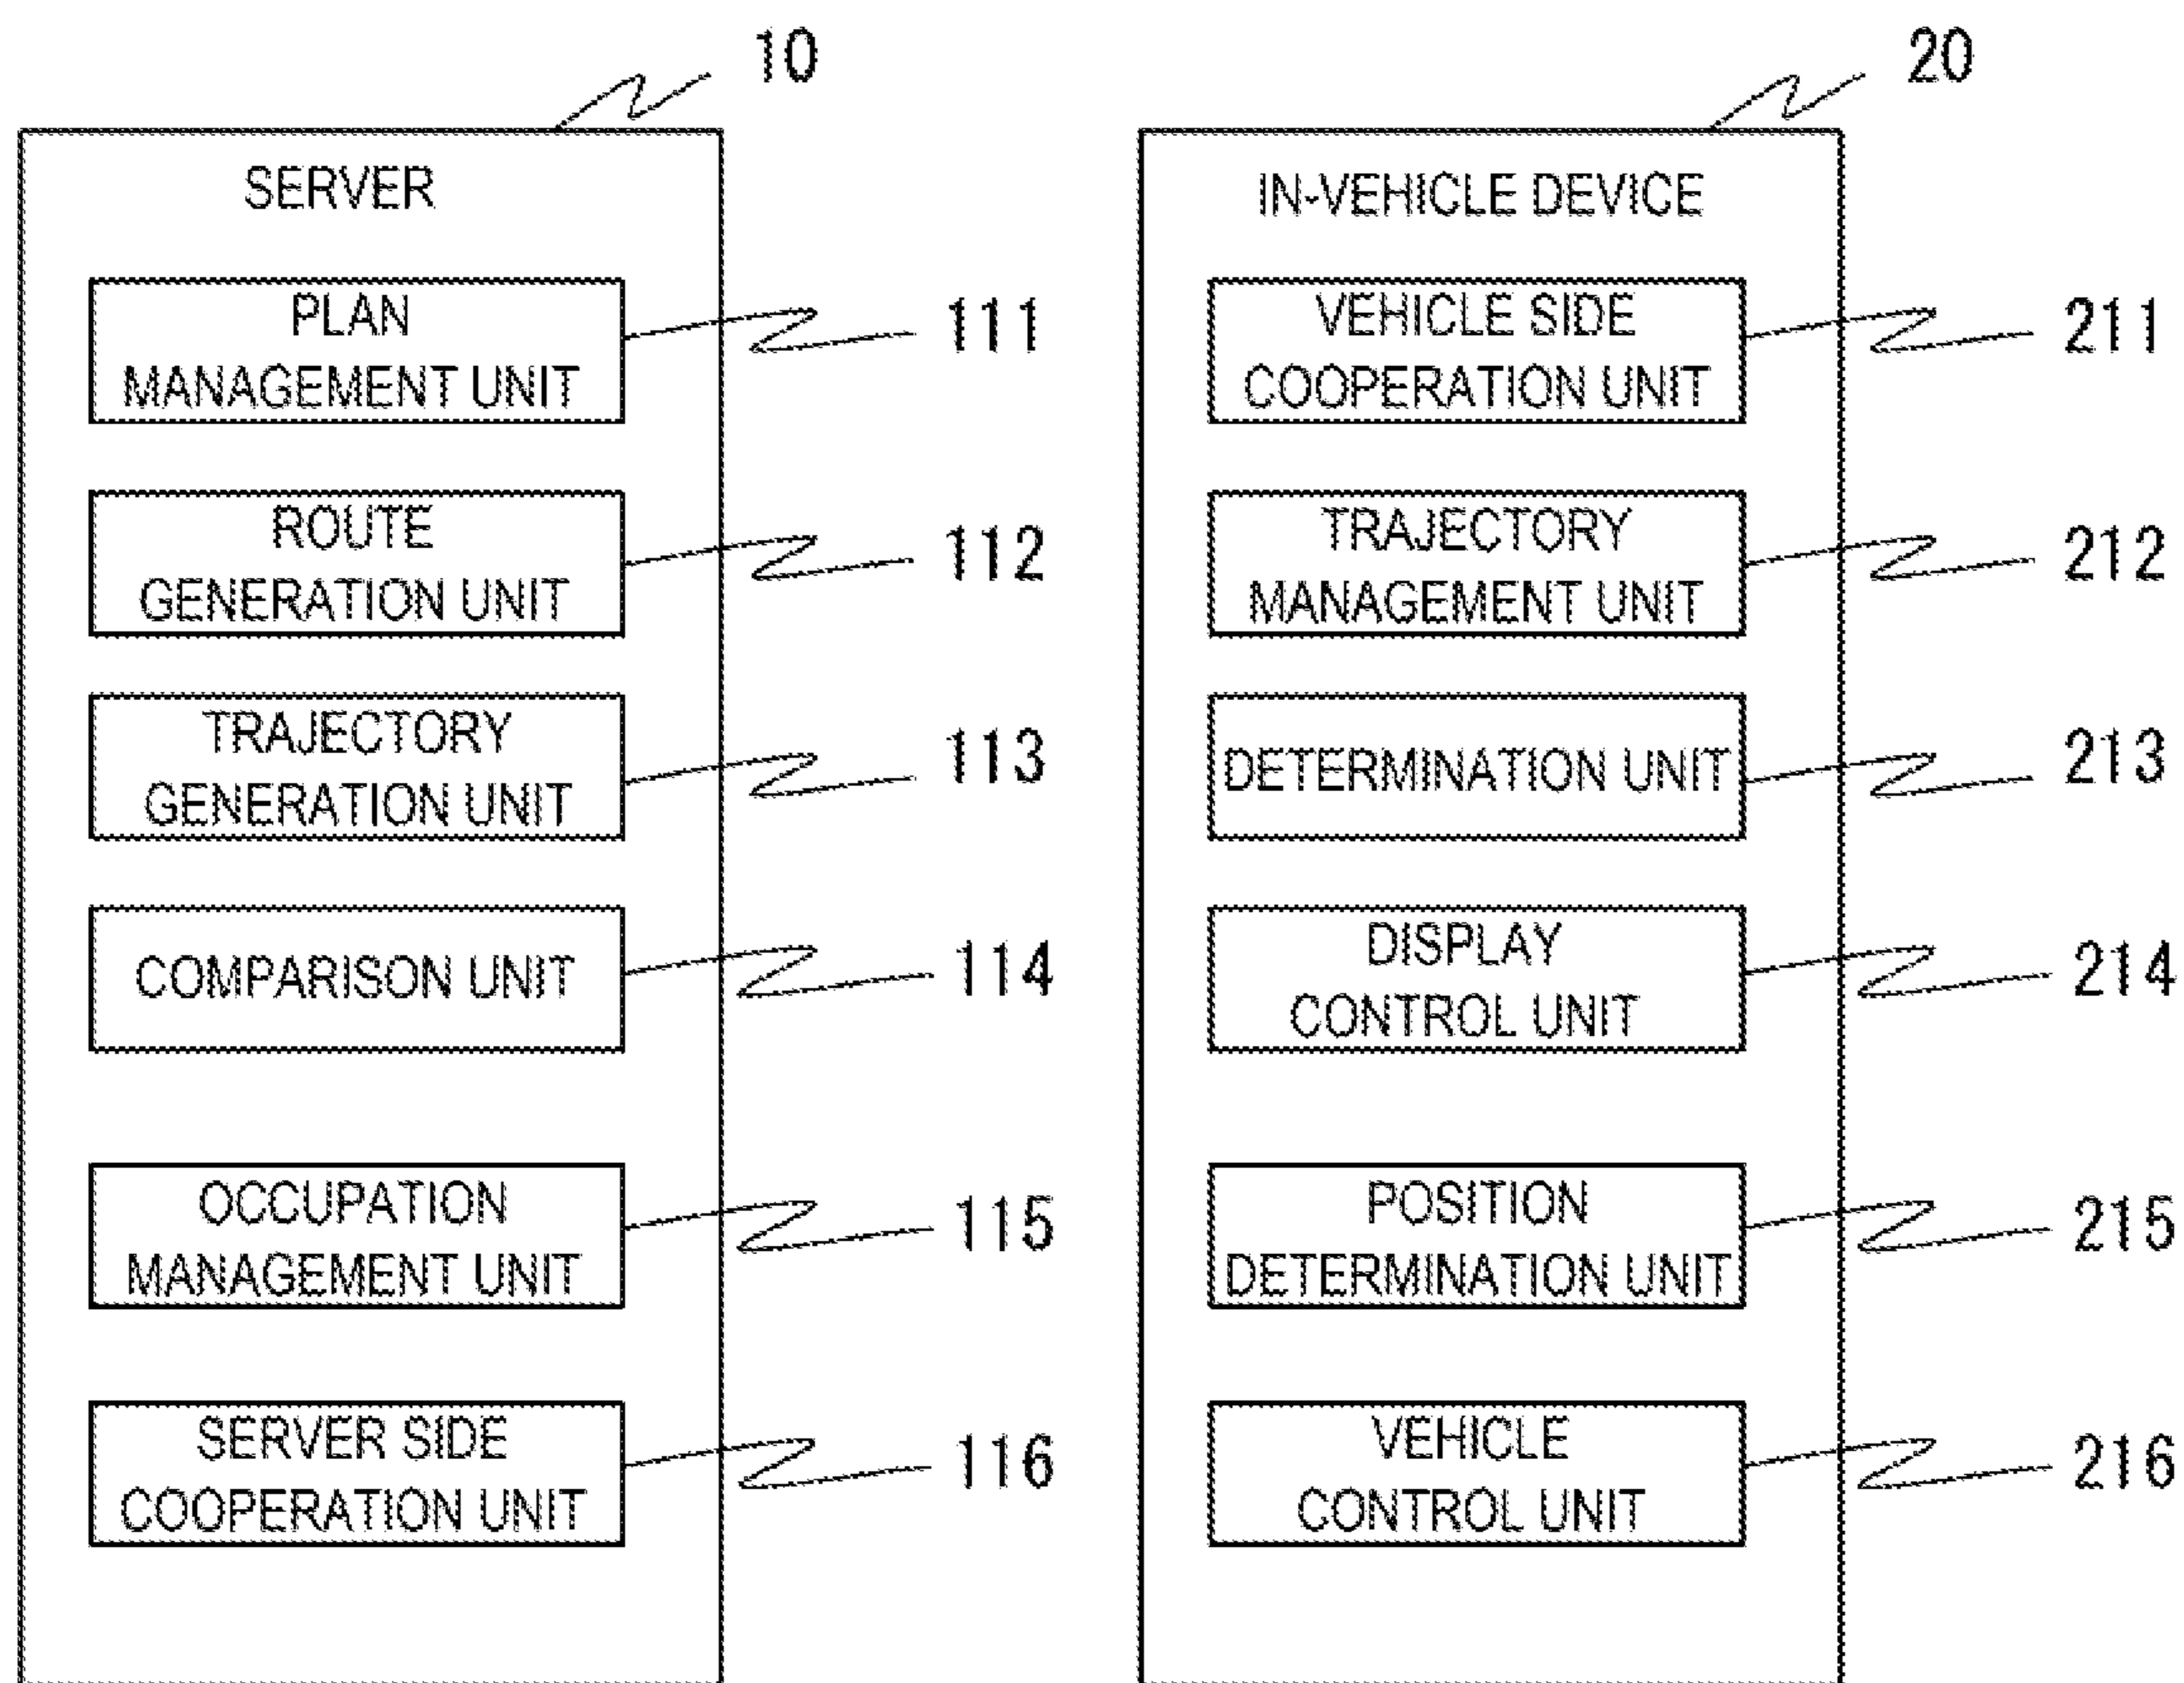 10
SERVER
PLAN
MANAGEMENT UNIT
111
ROUTE
GENERATION UNIT
112
TRAJECTORY
GENERATION UNIT
113
COMPARISON UNIT
114
OCCUPATION
MANAGEMENT UNIT
115
SERVER SIDE
COOPERATION UNIT
116
20
IN-VEHICLE DEVICE
VEHICLE SIDE
COOPERATION UNIT
211
TRAJECTORY
MANAGEMENT UNIT
212
DETERMINATION UNIT
213
DISPLAY
CONTROL UNIT
214
POSITION
DETERMINATION UNIT
215
VEHICLE
CONTROL UNIT
216